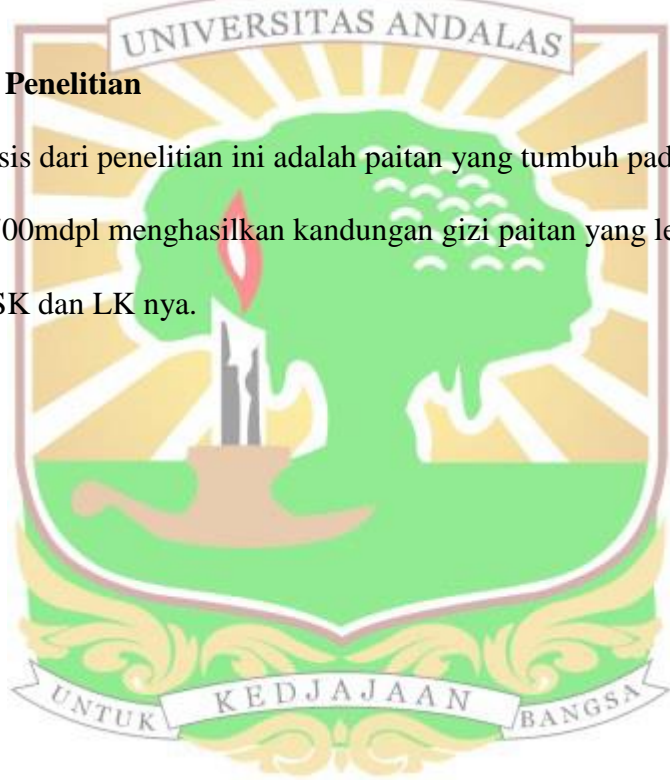 UNIVERSITAS ANDALAS
Penelitian
sis dari penelitian ini adalah paitan yang tumbuh pad
700mdpl menghasilkan kandungan gizi paitan yang le
SK dan LK nya.
UNTUK KEDJAJAAN BANGSA